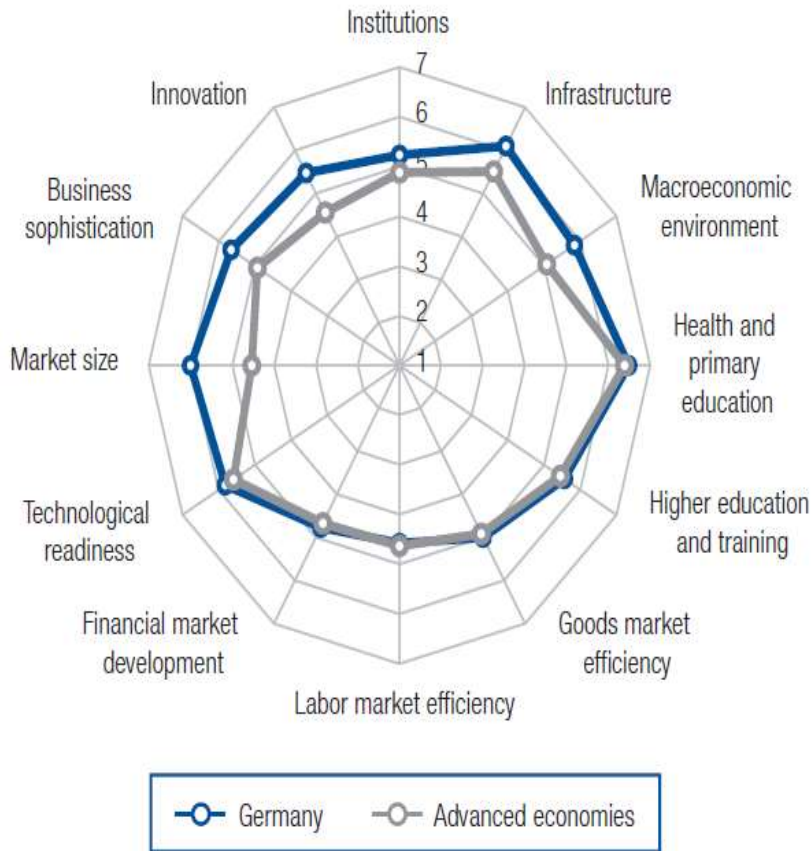 Institutions
7
6
5
4
3
2
1
Infrastructure
Macroeconomic
environment
Health and
primary
education
Higher education
and training
Goods market
efficiency
Labor market efficiency
Financial market
development
Technological
readiness
Market size
Business
sophistication
Innovation
Germany
Advanced economies